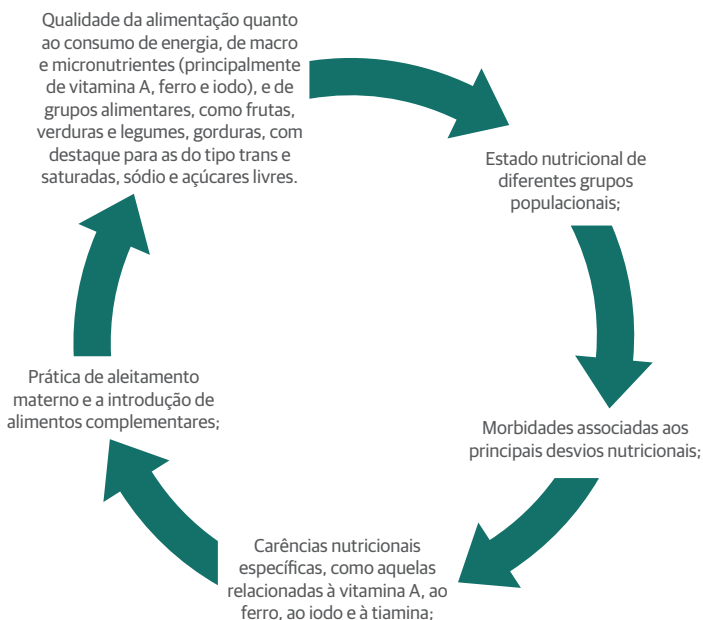 Qualidade da alimentação quanto
ao consumo de energia, de macro
e micronutrientes (principalmente
de vitamina A, ferro e iodo), e de
grupos alimentares, como frutas,
verduras e legumes, gorduras, com
destaque para as do tipo trans e
saturadas, sódio e açúcares livres.
Estado nutricional de
diferentes grupos
populacionais;
Morbidades associadas aos
principais desvios nutricionais;
Carências nutricionais
específicas, como aquelas
relacionadas à vitamina A, ao
ferro, ao iodo e à tiamina;
Prática de aleitamento
materno e a introdução de
alimentos complementares;